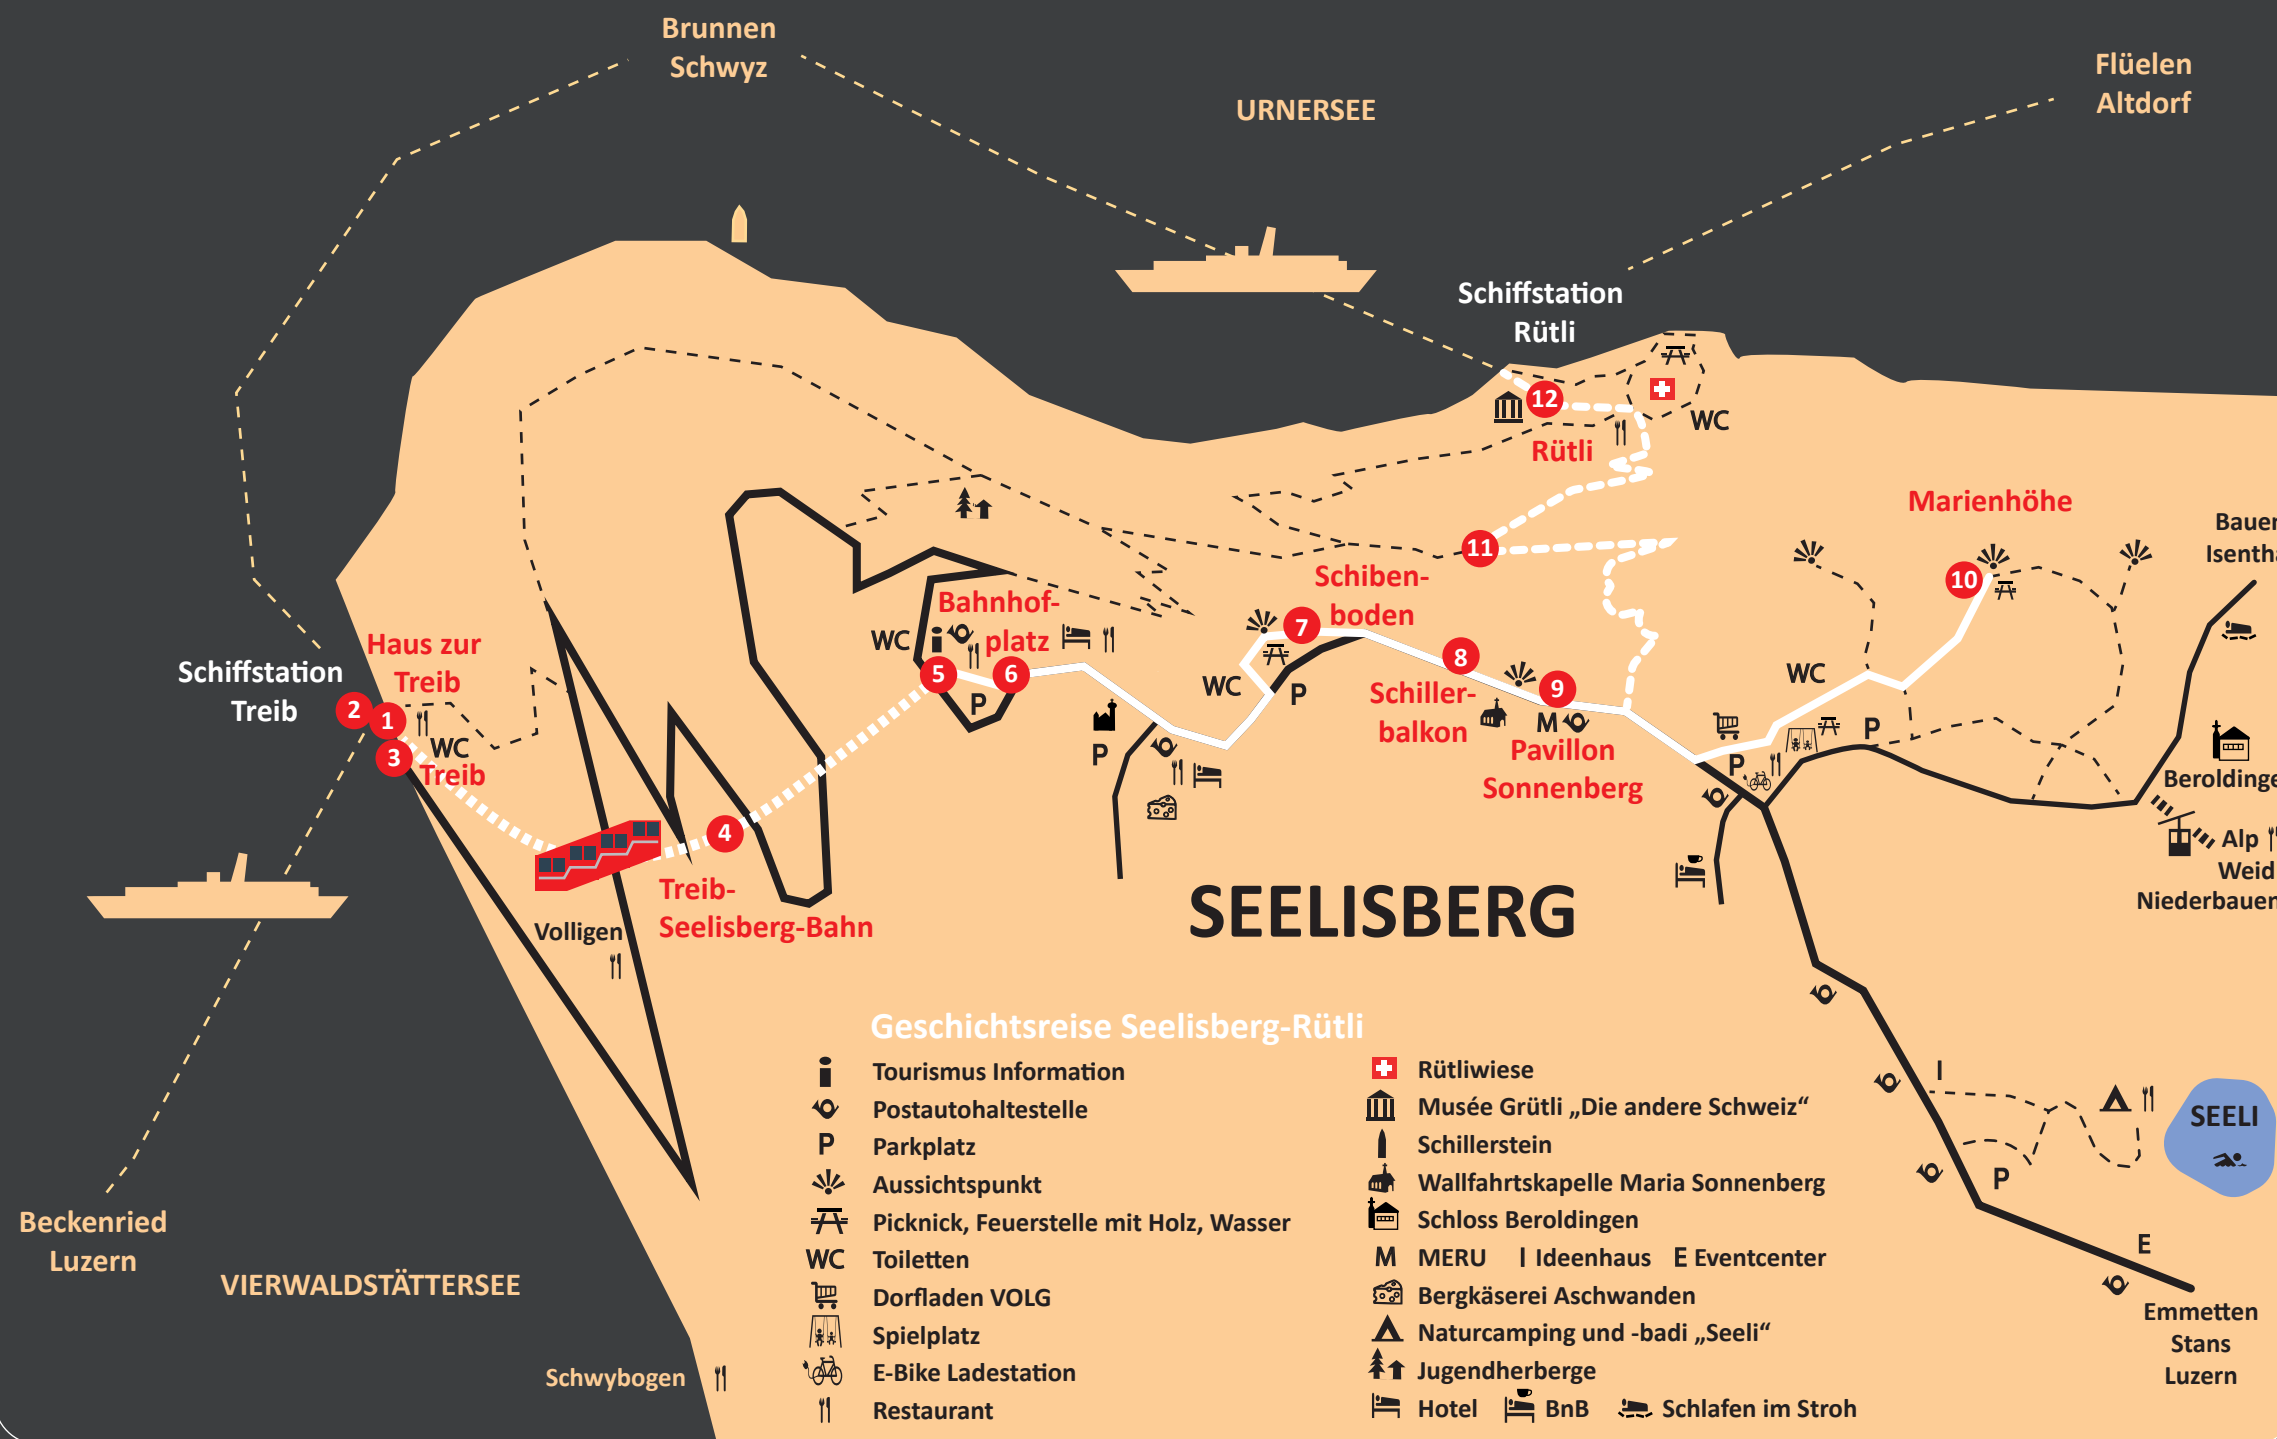 Brunnen
Schwyz
Flüelen
Altdorf
URNERSEE
Schiffstation
Rütli
12
WC
Rütli
Marienhöhe
Bauer
Isenth
11
Schiben-
boden
10
Bahnhof-
platz
WC
7
Haus zur
Treib
Schiffstation
Treib
5
6
8
9
WC
WC
P
P
Schiller-
balkon
2
1
3
WC
Treib
M
P
Pavillon
Sonnenberg
P
P
Beroldinge
4
Alp
Weid
Niederbauen
Treib-
Seelisberg-Bahn
Volligen
SEELISBERG
Geschichtsreise Seelisberg-Rütli
Tourismus Information
Postautohaltestelle
P Parkplatz
Aussichtspunkt
Picknick, Feuerstelle mit Holz, Wasser
WC Toiletten
Dorfladen VOLG
Spielplatz
E-Bike Ladestation
Restaurant
Rütliwiese
Musée Grütli „Die andere Schweiz“
Schillerstein
Wallfahrtskapelle Maria Sonnenberg
Schloss Beroldingen
M MERU I Ideenhaus E Eventcenter
Bergkäserei Aschwanden
Naturcamping und -badi „Seeli“
Jugendherberge
Hotel BnB Schlafen im Stroh
I
SEELI
P
E
Emmetten
Stans
Luzern
Beckenried
Luzern
VIERWALDSTÄTTERSEE
Schwybogen